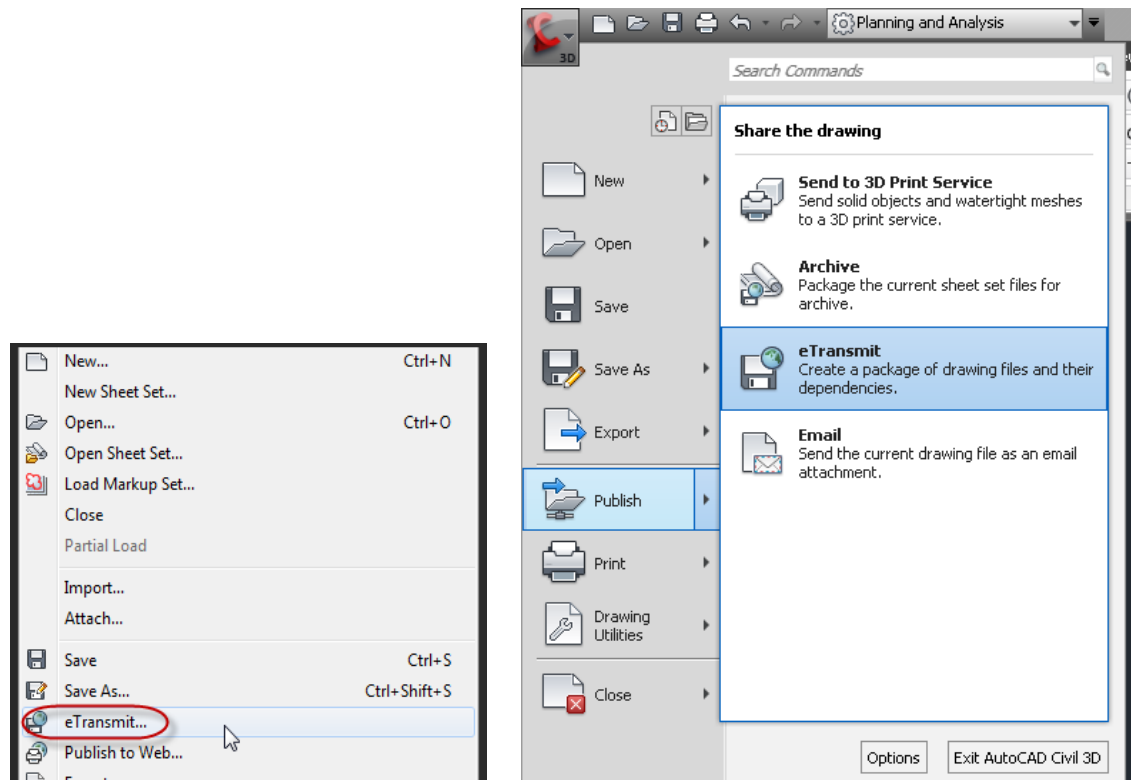 New... Ctrl+N
New Sheet Set...
Open... Ctrl+O
Open Sheet Set...
Load Markup Set...
Close
Partial Load
Import...
Attach...
Save Ctrl+S
Save As... Ctrl+Shift+S
eTransmit...
Publish to Web...
3D
Planning and Analysis
Search Commands
New
Open
Save
Save As
Export
Publish
Print
Drawing
Utilities
Close
Share the drawing
Send to 3D Print Service
Send solid objects and watertight meshes
to a 3D print service.
Archive
Package the current sheet set files for
archive.
eTransmit
Create a package of drawing files and their
dependencies.
Email
Send the current drawing file as an email
attachment.
Options
Exit AutoCAD Civil 3D